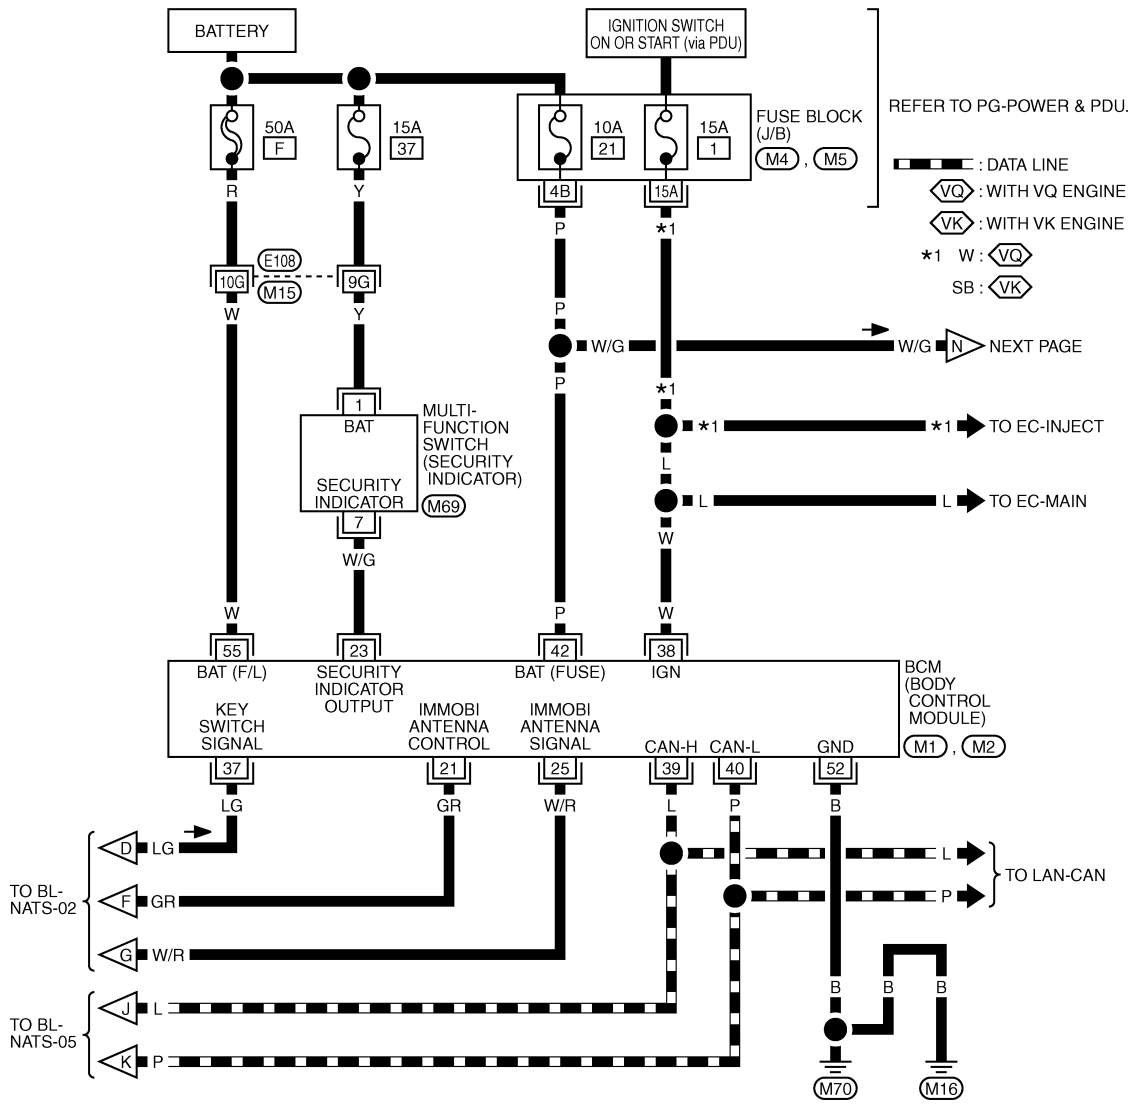 BATTERY
IGNITION SWITCH
ON OR START (via PDU)
REFER TO PG-POWER & PDU.
50A
F
15A
37
10A
21
15A
1
FUSE BLOCK
(J/B)
M4 , M5
: DATA LINE
VQ : WITH VQ ENGINE
VK : WITH VK ENGINE
*1 W : VQ
SB : VK
R
Y
4B
15A
P
*1
10G
E108
M15
9G
W
Y
P
W/G
W/G
N
NEXT PAGE
P
*1
1
BAT
SECURITY
INDICATOR
7
MULTI-
FUNCTION
SWITCH
(SECURITY
INDICATOR)
M69
*1
*1
TO EC-INJECT
L
L
L
TO EC-MAIN
W
W/G
W
P
W
55
23
42
38
BAT (F/L)
SECURITY
INDICATOR
OUTPUT
BAT (FUSE)
IGN
BCM
(BODY
CONTROL
MODULE)
M1 , M2
KEY
SWITCH
SIGNAL
IMMOBI
ANTENNA
CONTROL
IMMOBI
ANTENNA
SIGNAL
CAN-H
CAN-L
GND
37
21
25
39
40
52
LG
GR
W/R
L
P
B
TO BL-
NATS-02
D
LG
F
GR
G
W/R
L
P
TO LAN-CAN
TO BL-
NATS-05
J
L
K
P
B
B
B
M70
M16